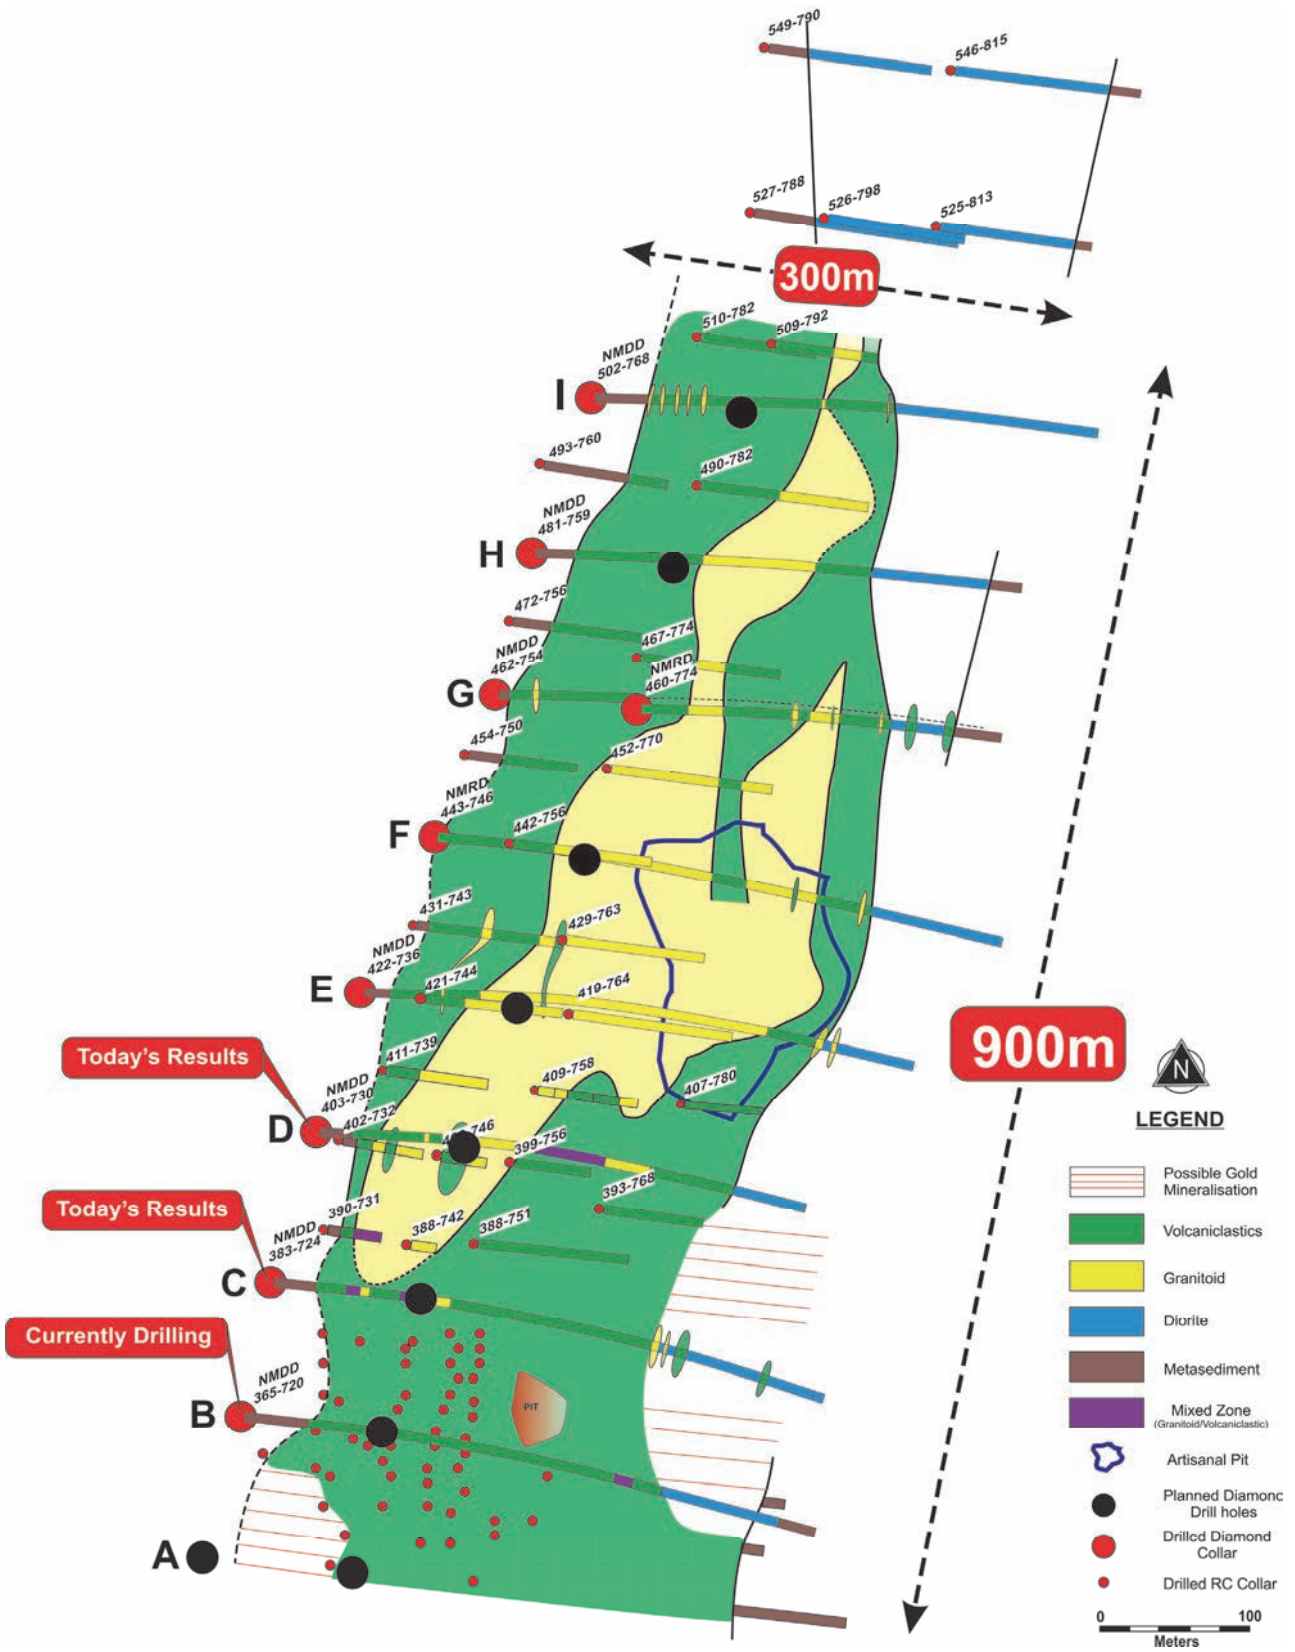 549-790
546-815
527-788
526-798
525-813
300m
510-782
509-792
NMDD
502-768
I
493-760
490-782
NMDD
481-759
H
472-756
467-774
NMDD
462-754
NMRD
460-774
G
454-750
452-770
NMRD
443-746
442-756
F
431-743
429-763
NMDD
422-736
421-744
419-764
E
900m
N
Today's Results
411-739
409-758
407-780
NMDD
403-730
402-732
746
399-756
D
LEGEND
Possible Gold
Mineralisation
Volcaniclastics
Granitoid
Diorite
Metasediment
Mixed Zone
(Granitoid/Volcaniclastic)
Artisanal Pit
Planned Diamond
Drill holes
Drilled Diamond
Collar
Drilled RC Collar
0 100
Meters
Today's Results
390-731
393-768
388-742
388-751
NMDD
383-724
C
Currently Drilling
NMDD
365-720
B
PIT
A